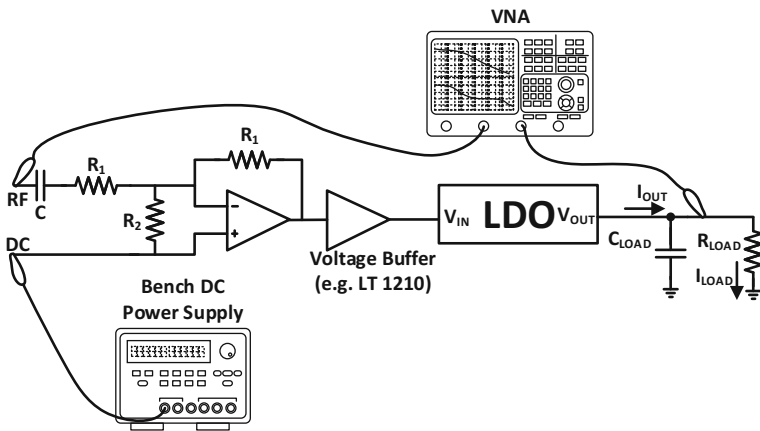 VNA
R1
R1
RF
C
R2
DC
−
+
Voltage Buffer
(e.g. LT 1210)
VIN LDO VOUT
IOUT
CLOAD
RLOAD
ILOAD
Bench DC
Power Supply